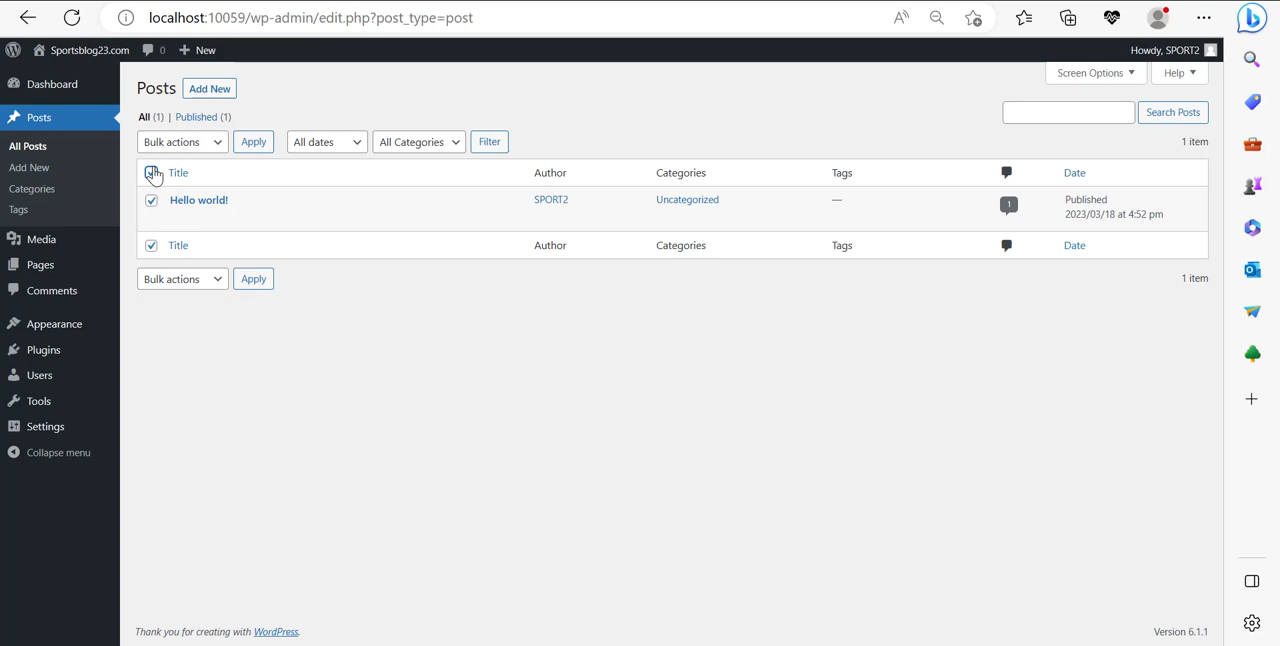 localhost:10059/wp-admin/edit.php?post_type=post
Sportsblog23.com 0 New Howdy, SPORT2
Dashboard
Posts
All Posts
Add New
Categories
Tags
Media
Pages
Comments
Appearance
Plugins
Users
Tools
Settings
Collapse menu
Screen Options Help
Posts Add New
All (1) | Published (1)
Search Posts
Bulk actions Apply All dates All Categories Filter 1 item
Title Author Categories Tags Date
Hello world! SPORT2 Uncategorized — 1 Published
2023/03/18 at 4:52 pm
Title Author Categories Tags Date
Bulk actions Apply 1 item
Thank you for creating with WordPress. Version 6.1.1